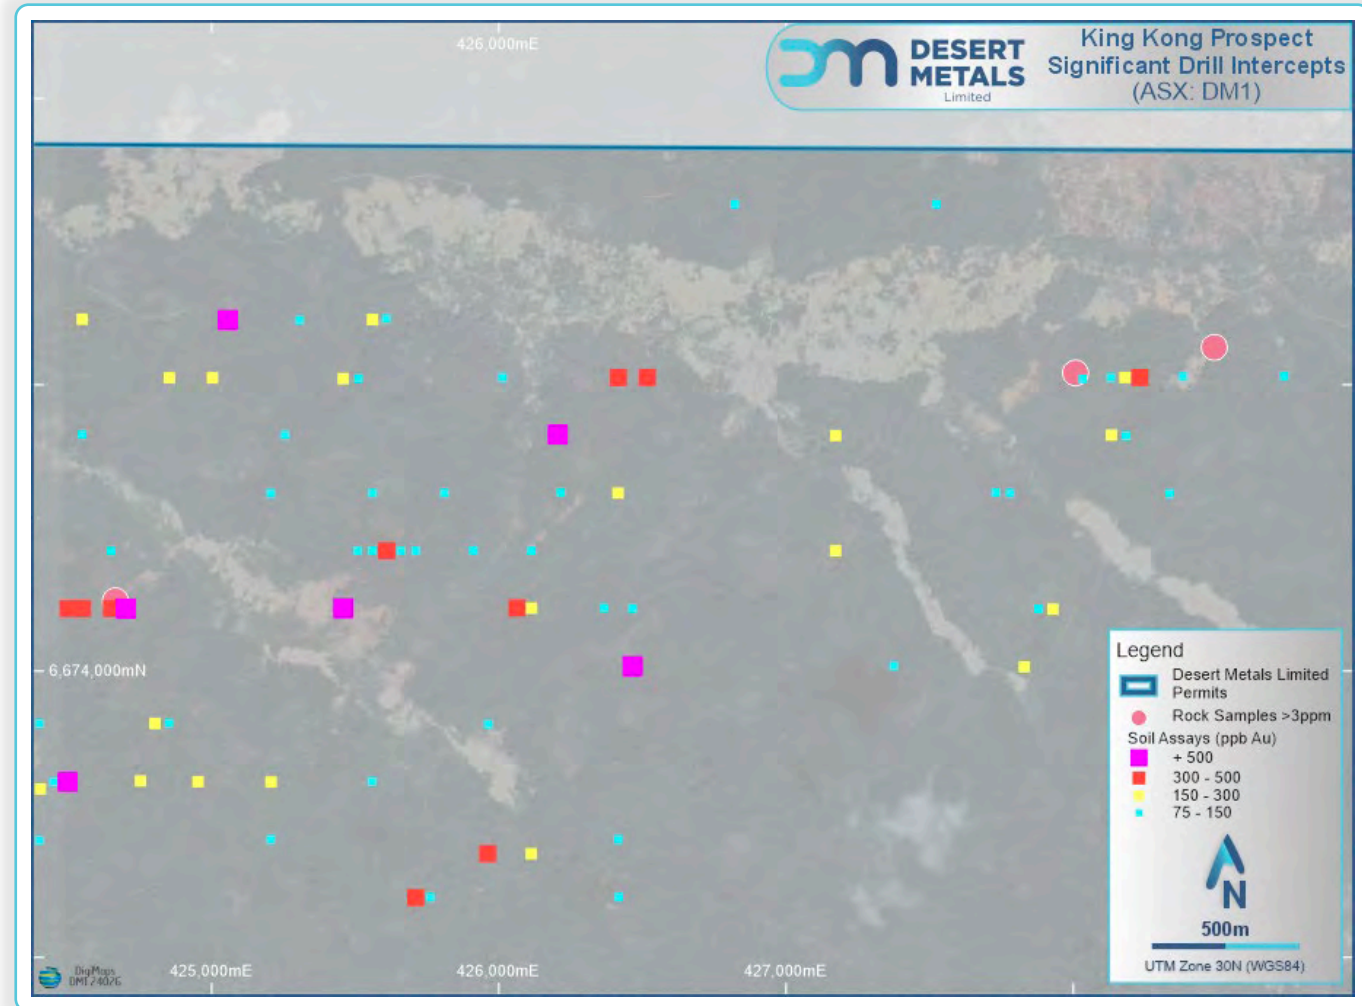 426,000mE
DESERT
METALS
Limited
King Kong Prospect
Significant Drill Intercepts
(ASX: DM1)
6,674,000mN
Legend
Desert Metals Limited
Permits
Rock Samples >3ppm
Soil Assays (ppb Au)
+ 500
300 - 500
150 - 300
75 - 150
N
500m
UTM Zone 30N (WGS84)
DigiMaps
DMT24026
425,000mE
426,000mE
427,000mE